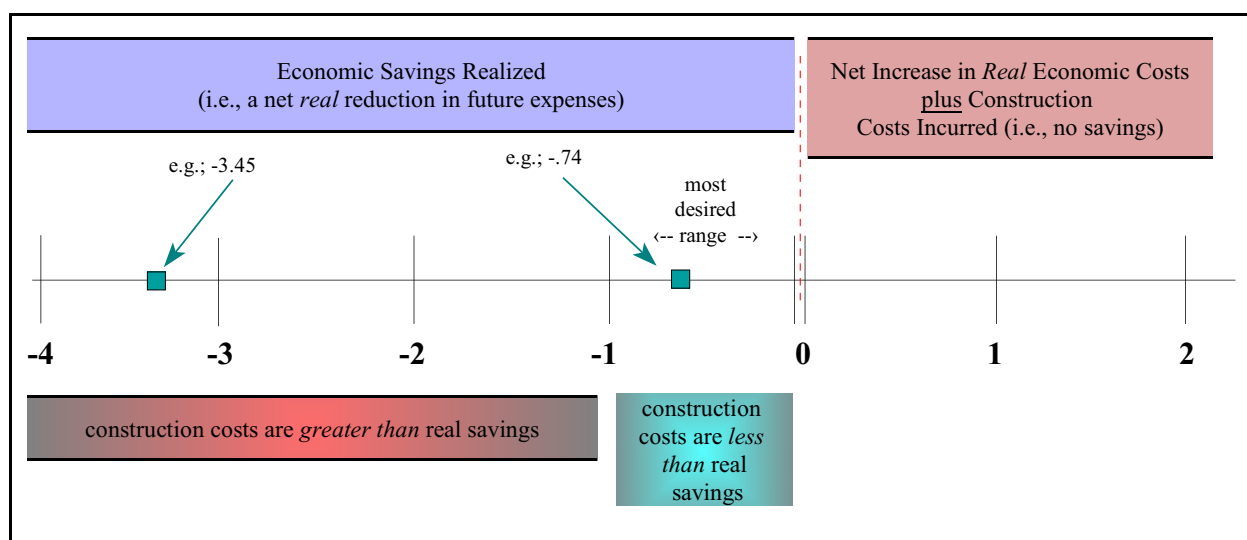 Economic Savings Realized
(i.e., a net real reduction in future expenses)
Net Increase in Real Economic Costs
plus Construction
Costs Incurred (i.e., no savings)
e.g.; -3.45
e.g.; -.74
most
desired
‹-- range --›
-4 -3 -2 -1 0 1 2
construction costs are greater than real savings
construction
costs are less
than real
savings